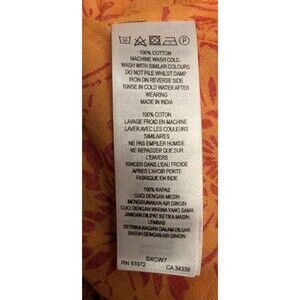 100% COTTON
MACHINE WASH COLD.
WASH WITH SIMILAR COLOURS
DO NOT PILE WHILST DAMP
IRON ON REVERSE SIDE
RINSE IN COLD WATER AFTER
WEARING
MADE IN INDIA
100% COTON
LAVAGE FROID EN MACHINE
LAVER AVEC LES COULEURS
SIMILAIRES
NE PAS EMPILER HUMIDE
NE REPASSER QUE SUR
L'ENVERS
RINCER DANS L'EAU FROIDE
APRES L'AVOIR PORTE
FABRIQUE EN INDE
100% KAPAS
CUCI DENGAN MESIN
MENGGUNAKAN AIR DINGIN
CUCI DENGAN WARNA YANG SAMA
JANGAN DILIPAT KETIKA MASIH
LEMBAB
SETRIKA BAGIAN DALAM DILUAR
BASUH DENGAN AIR DINGIN
SXCW7
RN 53372 CA 34338